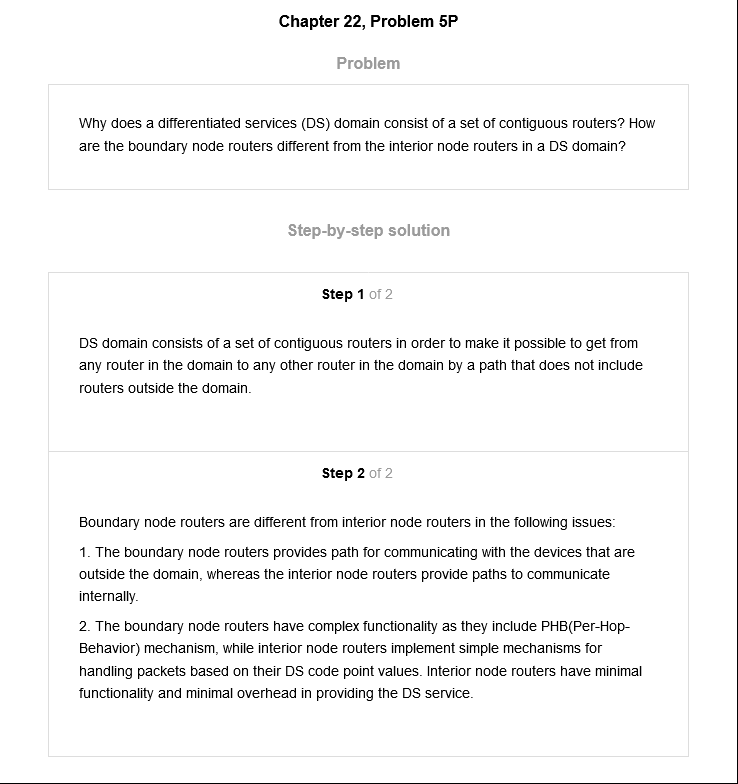 Chapter 22, Problem 5P
Problem
Why does a differentiated services (DS) domain consist of a set of contiguous routers? How
are the boundary node routers different from the interior node routers in a DS domain?
Step-by-step solution
Step 1 of 2
DS domain consists of a set of contiguous routers in order to make it possible to get from
any router in the domain to any other router in the domain by a path that does not include
routers outside the domain.
Step 2 of 2
Boundary node routers are different from interior node routers in the following issues:
1. The boundary node routers provides path for communicating with the devices that are
outside the domain, whereas the interior node routers provide paths to communicate
internally.
2. The boundary node routers have complex functionality as they include PHB(Per-Hop-
Behavior) mechanism, while interior node routers implement simple mechanisms for
handling packets based on their DS code point values. Interior node routers have minimal
functionality and minimal overhead in providing the DS service.